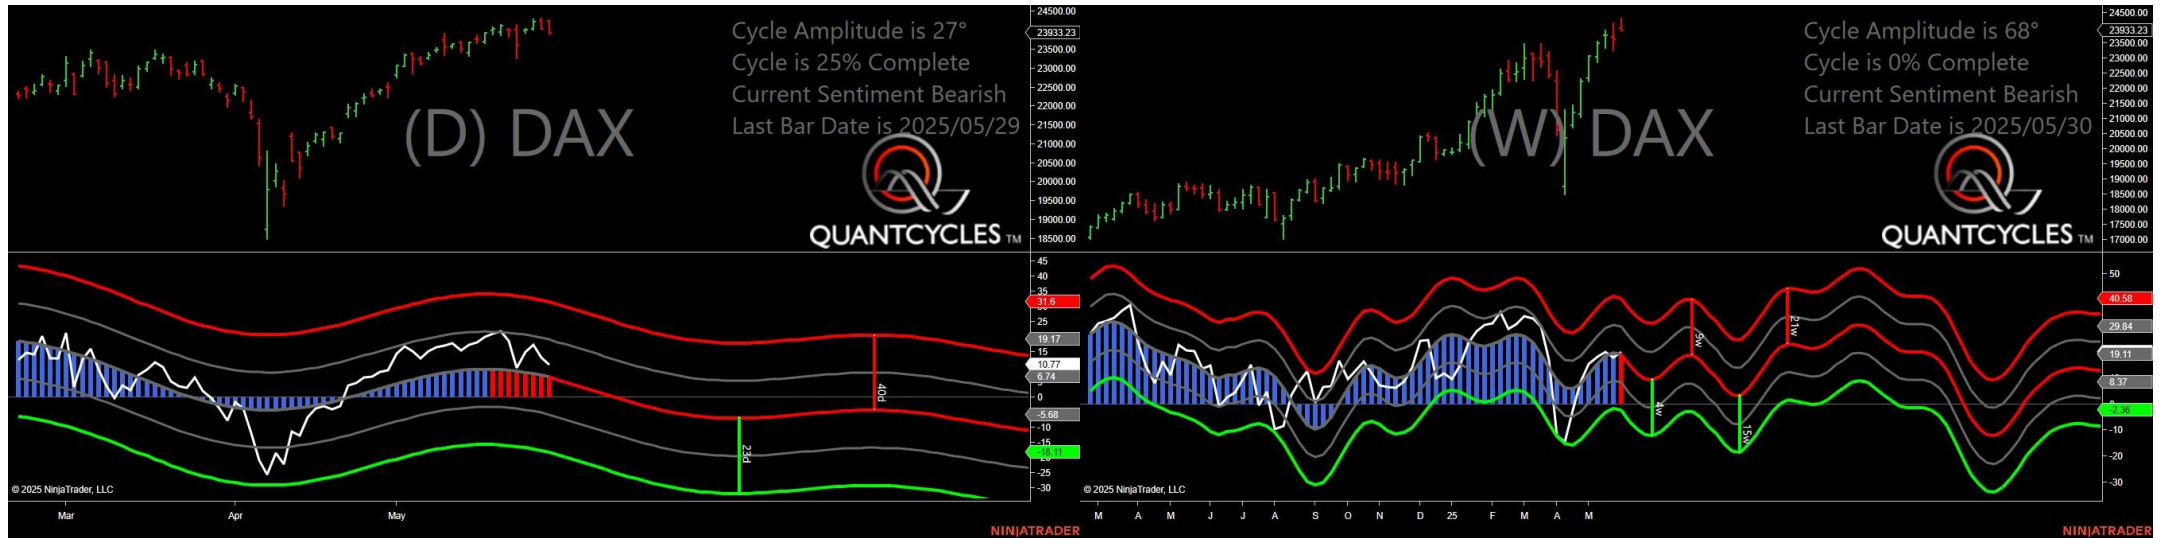 24500.00
23933.23
23500.00
23000.00
22500.00
22000.00
21500.00
21000.00
20500.00
20000.00
19500.00
19000.00
18500.00
Cycle Amplitude is 27°
Cycle is 25% Complete
Current Sentiment Bearish
Last Bar Date is 2025/05/29
(D) DAX
QUANTCYCLES TM
45
40
35
31.6
25
19.17
15
10.77
6.74
0
-5.68
-10
-18.11
-25
-30
40d
23d
© 2025 NinjaTrader, LLC
Mar Apr May
NINJATRADER
24500.00
23933.23
23500.00
23000.00
22500.00
22000.00
21500.00
21000.00
20500.00
20000.00
19500.00
19000.00
18500.00
18000.00
17500.00
17000.00
Cycle Amplitude is 68°
Cycle is 0% Complete
Current Sentiment Bearish
Last Bar Date is 2025/05/30
(W) DAX
QUANTCYCLES TM
50
40.58
29.84
19.11
8.37
-2.36
-10
-20
-30
9w
21w
4w
15w
© 2025 NinjaTrader, LLC
M A M J J A S O N D 25 F M A M
NINJATRADER